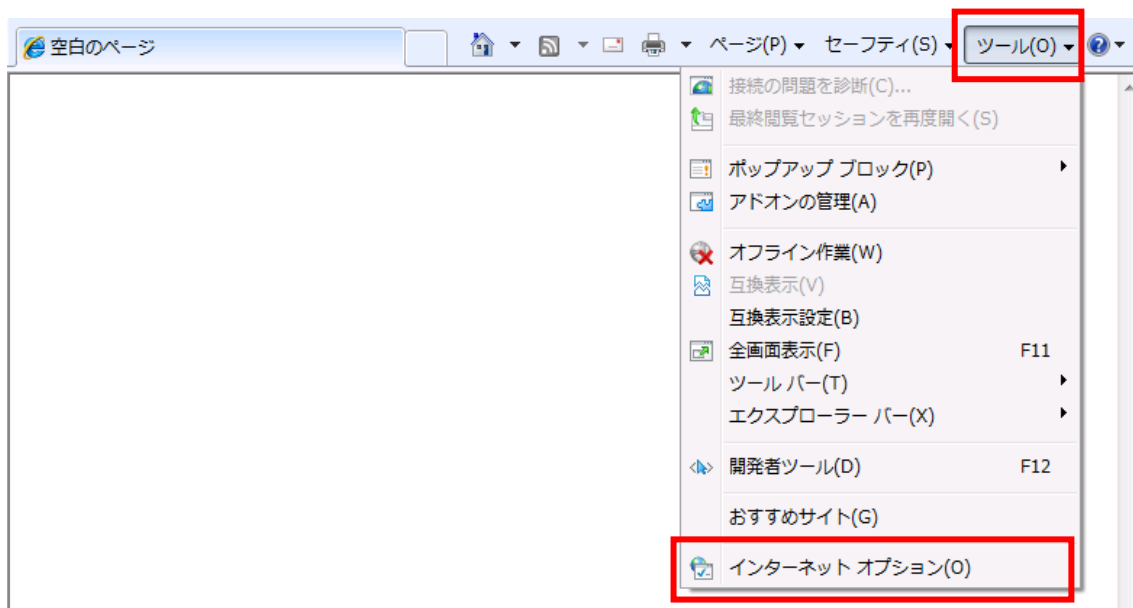 空白のページ
ページ(P) セーフティ(S) ツール(O)
接続の問題を診断(C)...
最終閲覧セッションを再度開く(S)
ポップアップ ブロック(P)
アドオンの管理(A)
オフライン作業(W)
互換表示(V)
互換表示設定(B)
全画面表示(F) F11
ツール バー(T)
エクスプローラー バー(X)
開発者ツール(D) F12
おすすめサイト(G)
インターネット オプション(O)